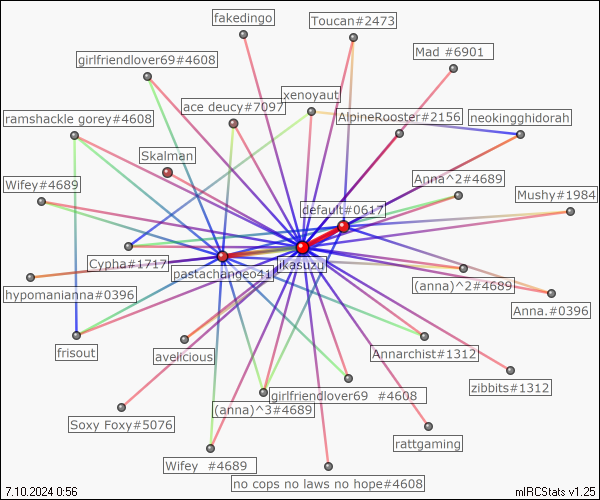 fakedingo
Toucan#2473
Mad #6901
girlfriendlover69#4608
xenoyaut
ace deucy#7097
ramshackle gorey#4608
AlpineRooster#2156
neokingghidorah
Skalman
Anna^2#4689
Wifey#4689
Mushy#1984
default#0617
Cypha#1717
pastachaineo41
ikasuzu
hypomanianna#0396
(anna)^2#4689
Anna.#0396
frisout
avelicious
Annarchist#1312
zibbits#1312
girlfriendlover69 #4608
(anna)^3#4689
Soxy Foxy#5076
rattgaming
Wifey #4689
no cops no laws no hope#4608
7.10.2024 0:56
mIRCStats v1.25